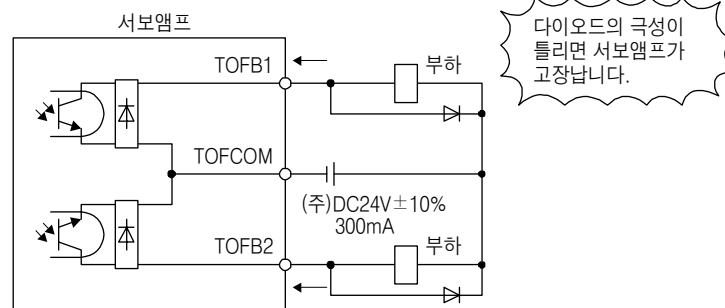 서보앰프
다이오드의 극성이
틀리면 서보앰프가
고장납니다.
TOFB1
부하
TOFCOM
(주)DC24V±10%
300mA
TOFB2
부하